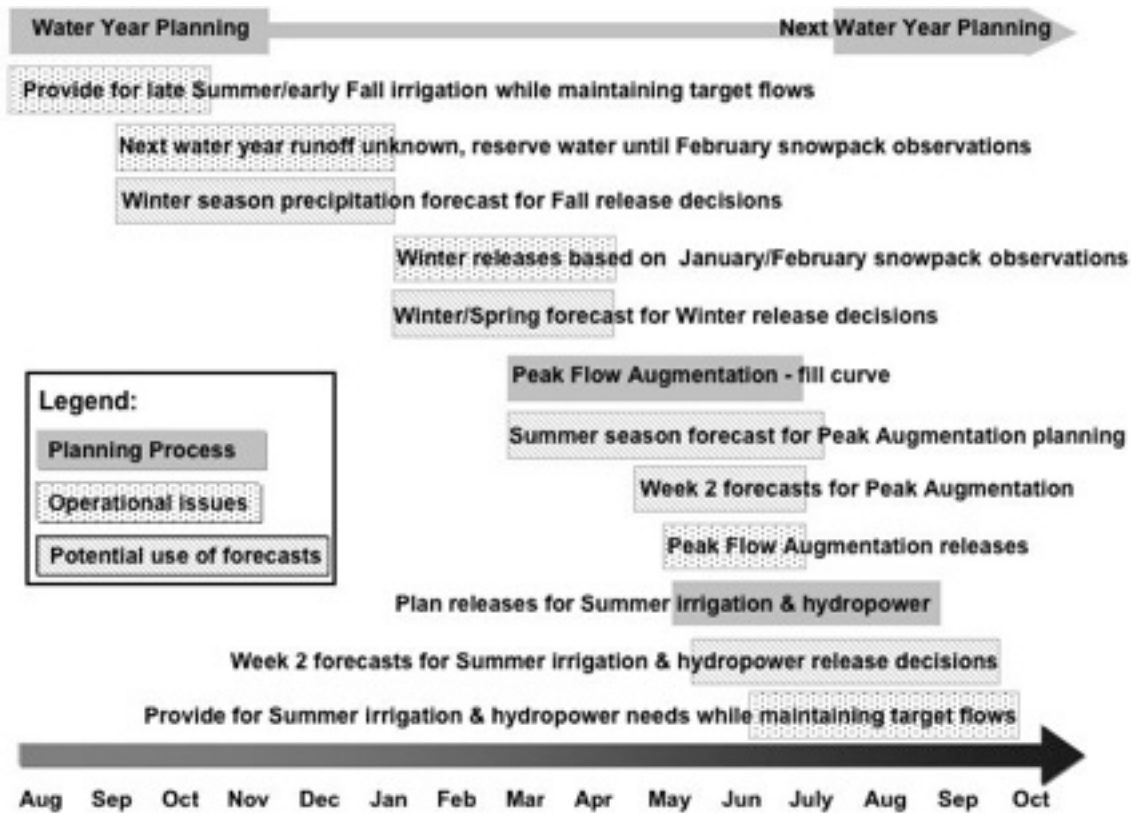 Water Year Planning
Next Water Year Planning
Provide for late Summer/early Fall irrigation while maintaining target flows
Next water year runoff unknown, reserve water until February snowpack observations
Winter season precipitation forecast for Fall release decisions
Winter releases based on January/February snowpack observations
Winter/Spring forecast for Winter release decisions
Peak Flow Augmentation - fill curve
Summer season forecast for Peak Augmentation planning
Week 2 forecasts for Peak Augmentation
Peak Flow Augmentation releases
Plan releases for Summer irrigation & hydropower
Week 2 forecasts for Summer irrigation & hydropower release decisions
Provide for Summer irrigation & hydropower needs while maintaining target flows
Legend:
Planning Process
Operational issues
Potential use of forecasts
Aug Sep Oct Nov Dec Jan Feb Mar Apr May Jun July Aug Sep Oct